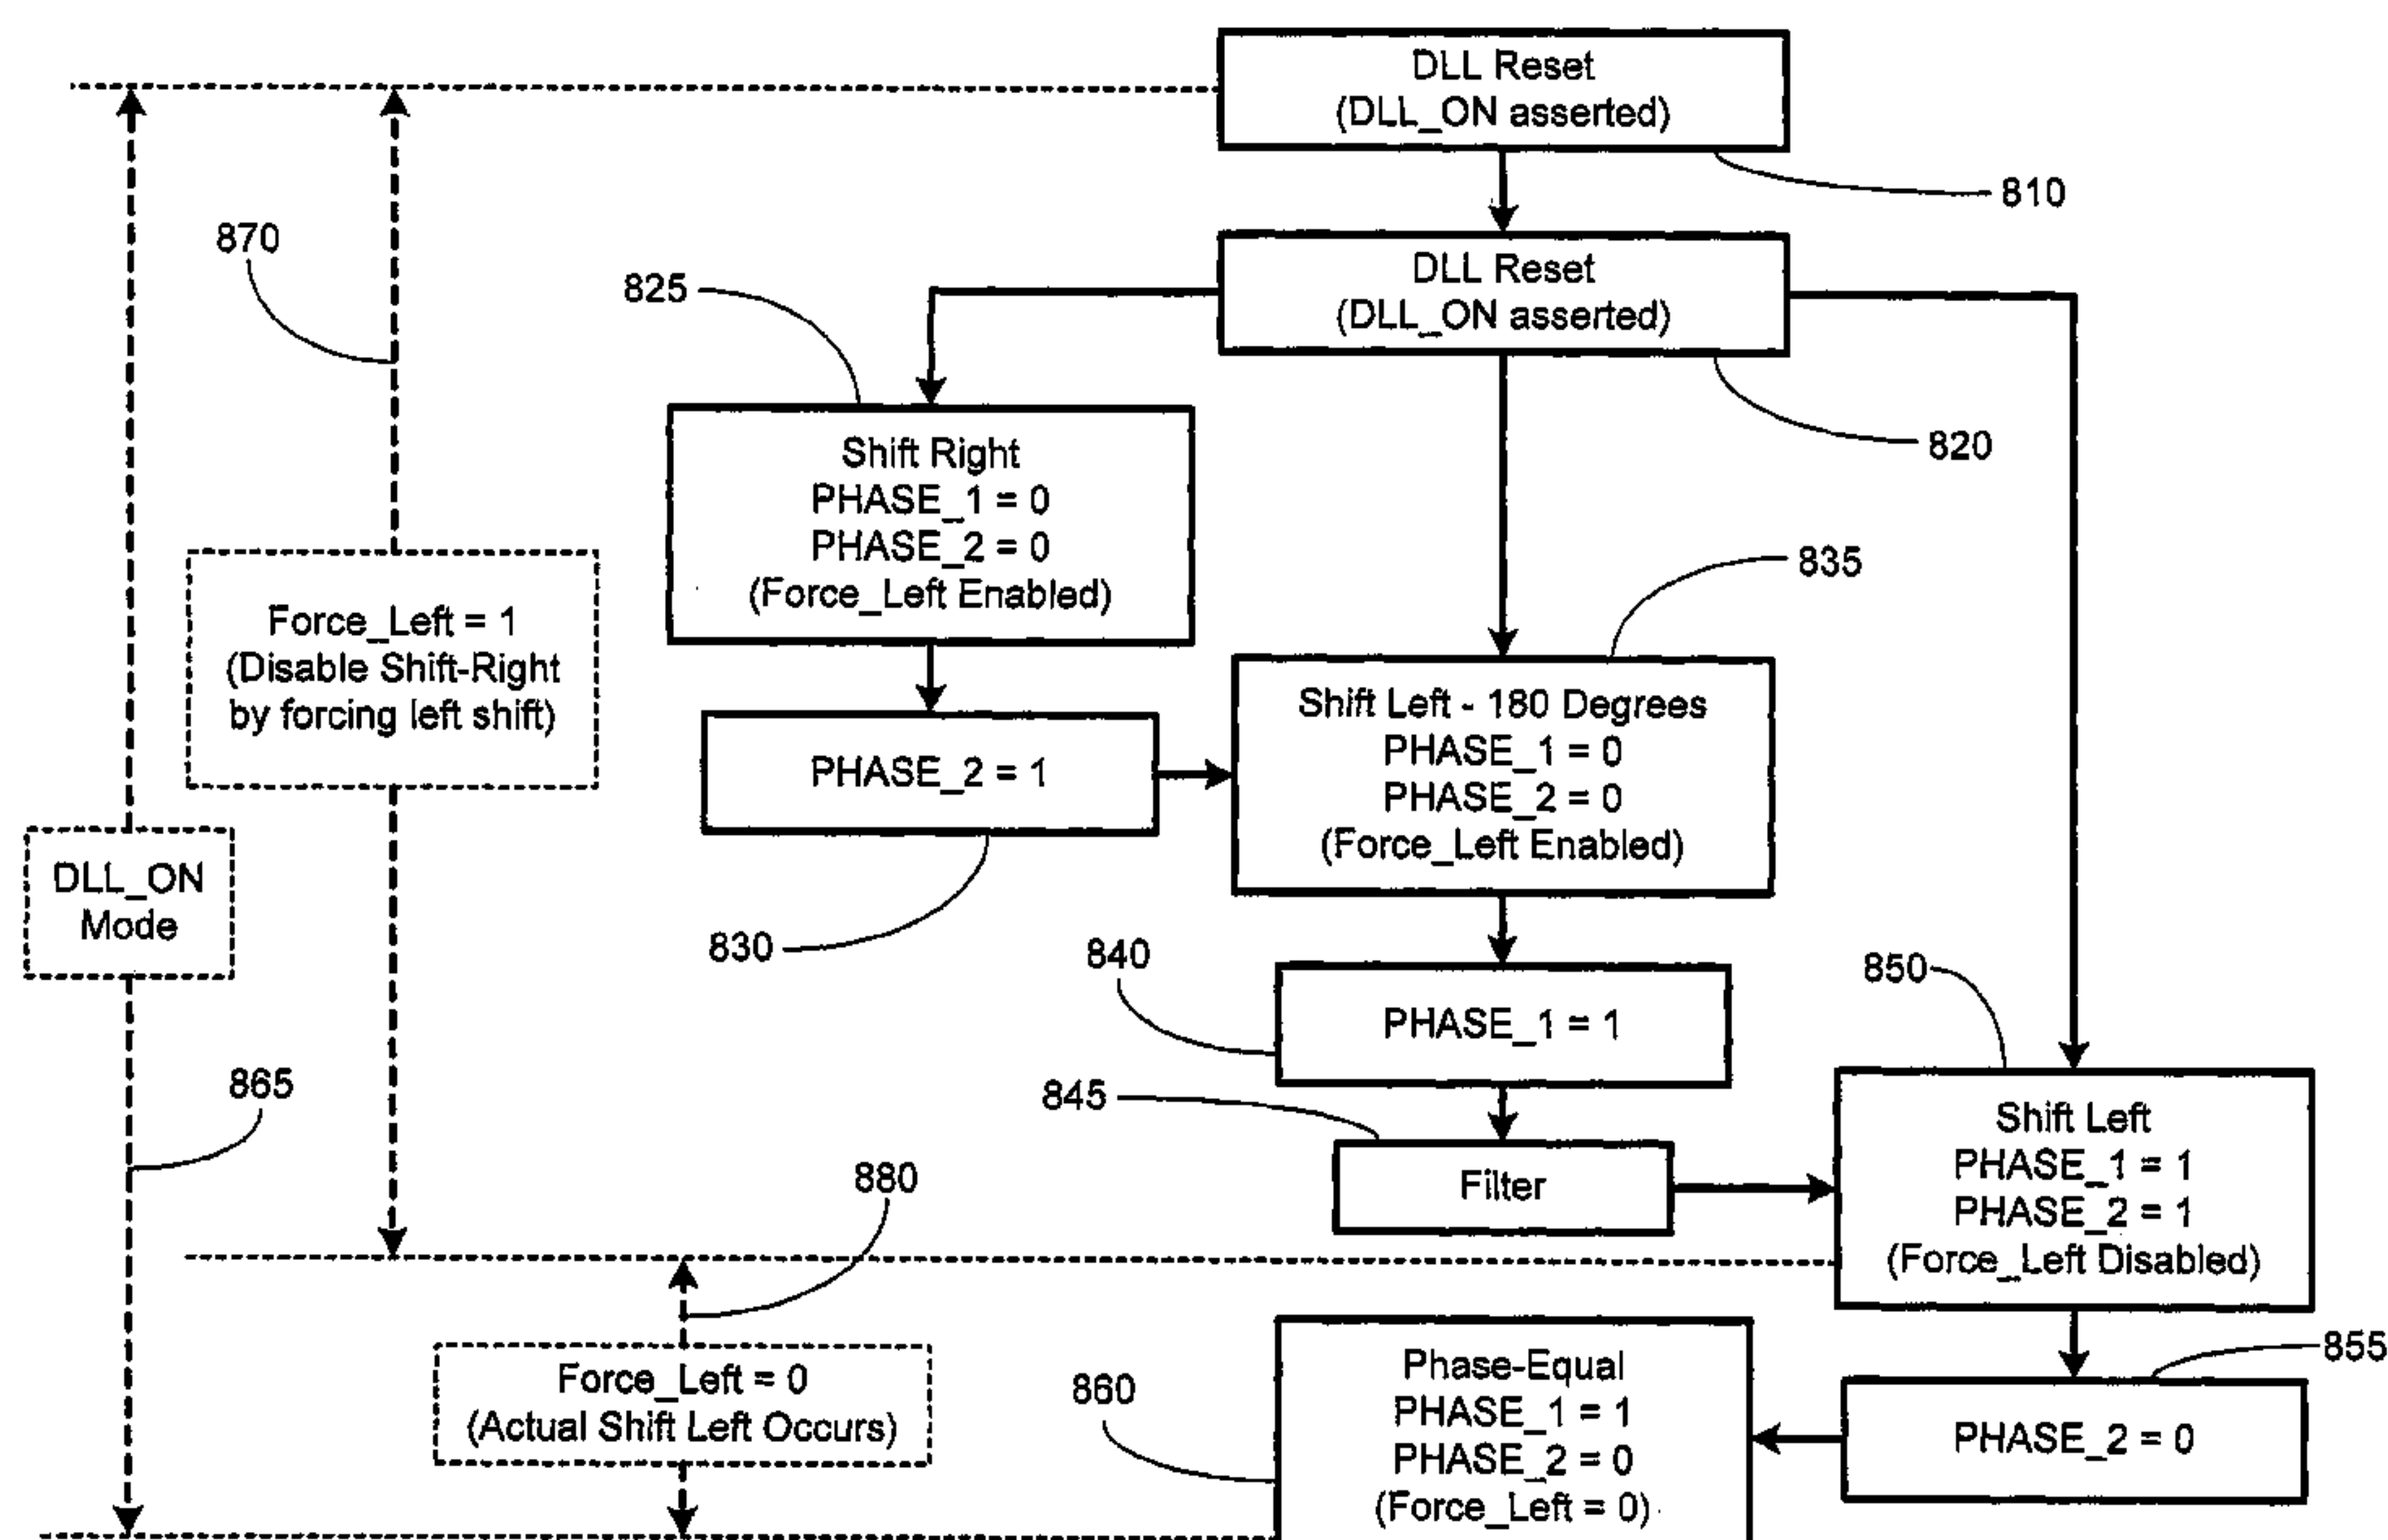 DLL Reset
(DLL_ON asserted)
810
870
DLL Reset
(DLL_ON asserted)
825
820
Shift Right
PHASE_1 = 0
PHASE_2 = 0
(Force_Left Enabled)
835
Force_Left = 1
(Disable Shift-Right
by forcing left shift)
Shift Left - 180 Degrees
PHASE_1 = 0
PHASE_2 = 0
(Force_Left Enabled)
PHASE_2 = 1
DLL_ON
Mode
830
840
850
PHASE_1 = 1
865
845
Shift Left
PHASE_1 = 1
PHASE_2 = 1
(Force_Left Disabled)
880
Filter
855
Force_Left = 0
(Actual Shift Left Occurs)
860
Phase-Equal
PHASE_1 = 1
PHASE_2 = 0
(Force_Left = 0)
PHASE_2 = 0